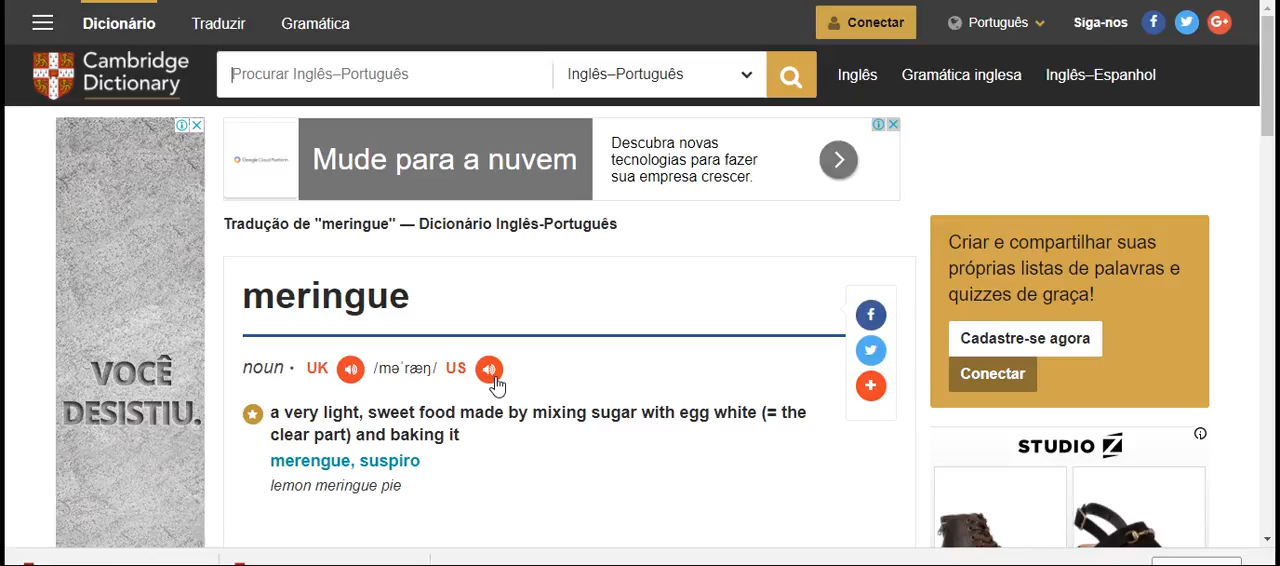 Dicionário Traduzir Gramática Conectar Português Siga-nos
Cambridge
Dictionary
Procurar Inglês–Português Inglês–Português Inglês Gramática inglesa Inglês–Espanhol
Google Cloud Platform
Mude para a nuvem
Descubra novas
tecnologias para fazer
sua empresa crescer.
Tradução de "meringue" — Dicionário Inglês-Português
meringue
noun · UK /məˈræŋ/ US
a very light, sweet food made by mixing sugar with egg white (= the
clear part) and baking it
merengue, suspiro
lemon meringue pie
VOCÊ
DESISTIU.
Criar e compartilhar suas
próprias listas de palavras e
quizzes de graça!
Cadastre-se agora
Conectar
STUDIO Z